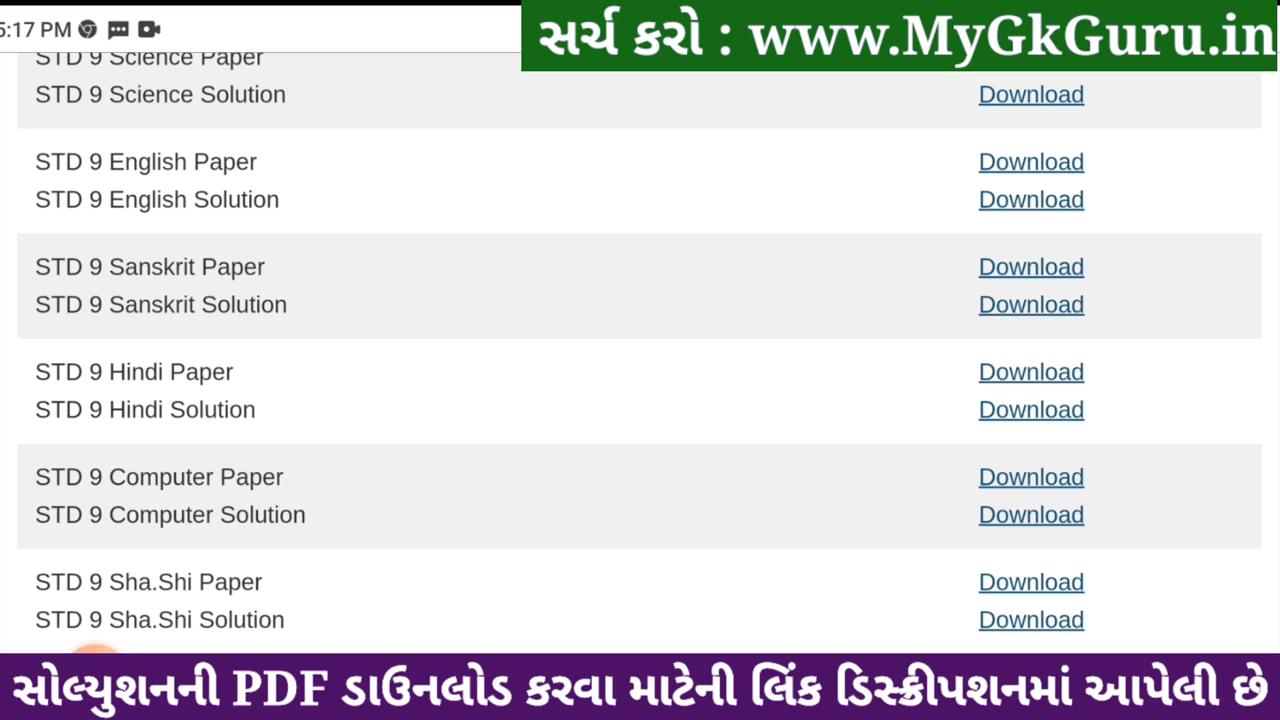 5:17 PM
સર્ચ કરો : www.MyGkGuru.in
STD 9 Science Paper
STD 9 Science Solution Download
STD 9 English Paper Download
STD 9 English Solution Download
STD 9 Sanskrit Paper Download
STD 9 Sanskrit Solution Download
STD 9 Hindi Paper Download
STD 9 Hindi Solution Download
STD 9 Computer Paper Download
STD 9 Computer Solution Download
STD 9 Sha.Shi Paper Download
STD 9 Sha.Shi Solution Download
સોલ્યુશનની PDF ડાઉનલોડ કરવા માટેની લિંક ડિસ્ક્રીપશનમાં આપેલી છે